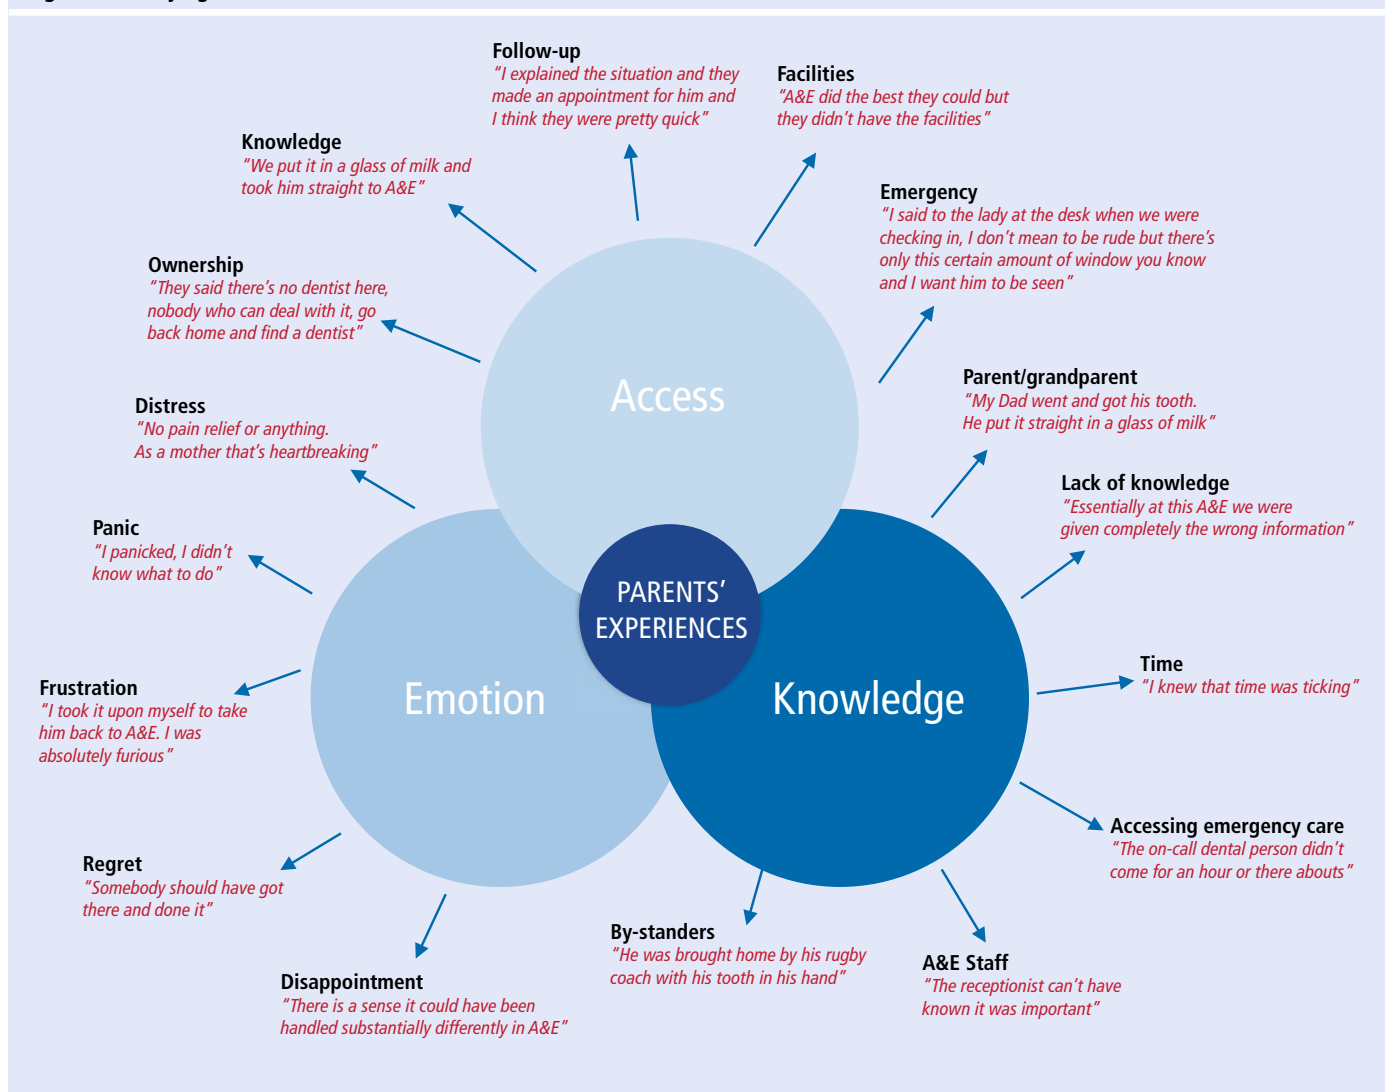 Follow-up
“I explained the situation and they
made an appointment for him and
I think they were pretty quick”
Facilities
“A&E did the best they could but
they didn’t have the facilities”
Knowledge
“We put it in a glass of milk and
took him straight to A&E”
Emergency
“I said to the lady at the desk when we were
checking in, I don’t mean to be rude but there’s
only this certain amount of window you know
and I want him to be seen”
Ownership
“They said there’s no dentist here,
nobody who can deal with it, go
back home and find a dentist”
Access
Parent/grandparent
“My Dad went and got his tooth.
He put it straight in a glass of milk”
Distress
“No pain relief or anything.
As a mother that’s heartbreaking”
Lack of knowledge
“Essentially at this A&E we were
given completely the wrong information”
Panic
“I panicked, I didn’t
know what to do”
PARENTS’
EXPERIENCES
Emotion
Knowledge
Time
“I knew that time was ticking”
Frustration
“I took it upon myself to take
him back to A&E. I was
absolutely furious”
Accessing emergency care
“The on-call dental person didn’t
come for an hour or there abouts”
Regret
“Somebody should have got
there and done it”
By-standers
“He was brought home by his rugby
coach with his tooth in his hand”
A&E Staff
“The receptionist can’t have
known it was important”
Disappointment
“There is a sense it could have been
handled substantially differently in A&E”